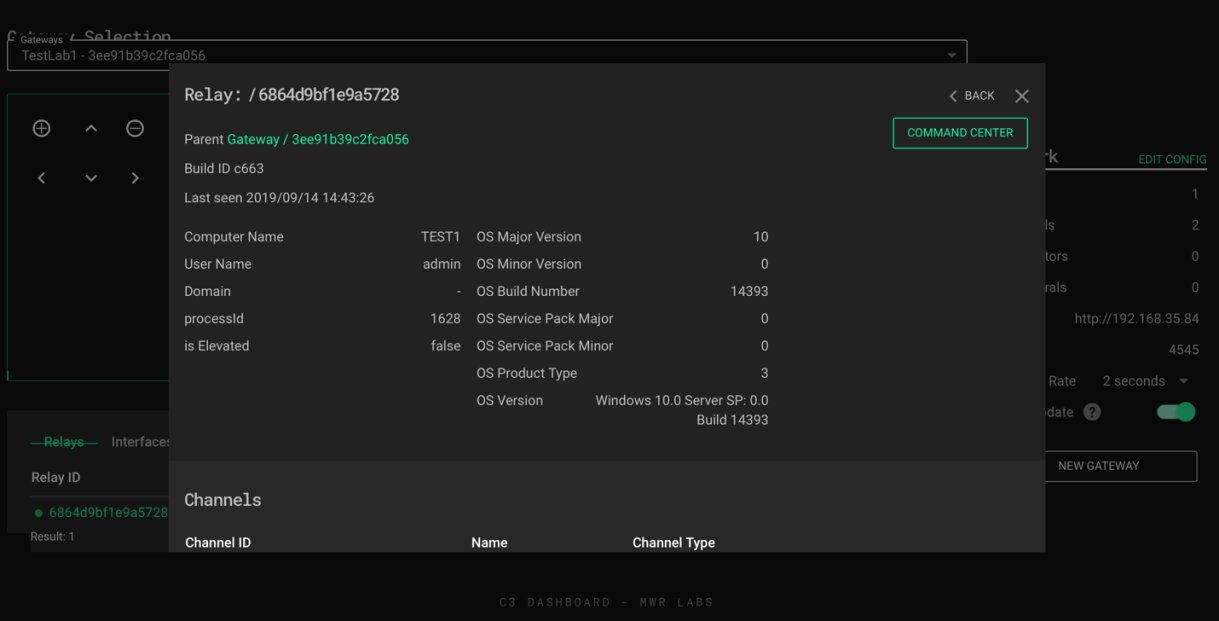 Gateway Selection
Gateways
TestLab1 - 3ee91b39c2fca056
Relay: /6864d9bf1e9a5728
BACK
Parent Gateway / 3ee91b39c2fca056
COMMAND CENTER
Build ID c663
Last seen 2019/09/14 14:43:26
Computer Name TEST1 OS Major Version 10
User Name admin OS Minor Version 0
Domain - OS Build Number 14393
processId 1628 OS Service Pack Major 0
is Elevated false OS Service Pack Minor 0
OS Product Type 3
OS Version Windows 10.0 Server SP: 0.0
Build 14393
Channels
Channel ID Name Channel Type
rk EDIT CONFIG
1
ls 2
tors 0
rals 0
http://192.168.35.84
4545
Rate 2 seconds
date ?
NEW GATEWAY
Relays Interfaces
Relay ID
6864d9bf1e9a5728
Result: 1
C3 DASHBOARD - MWR LABS